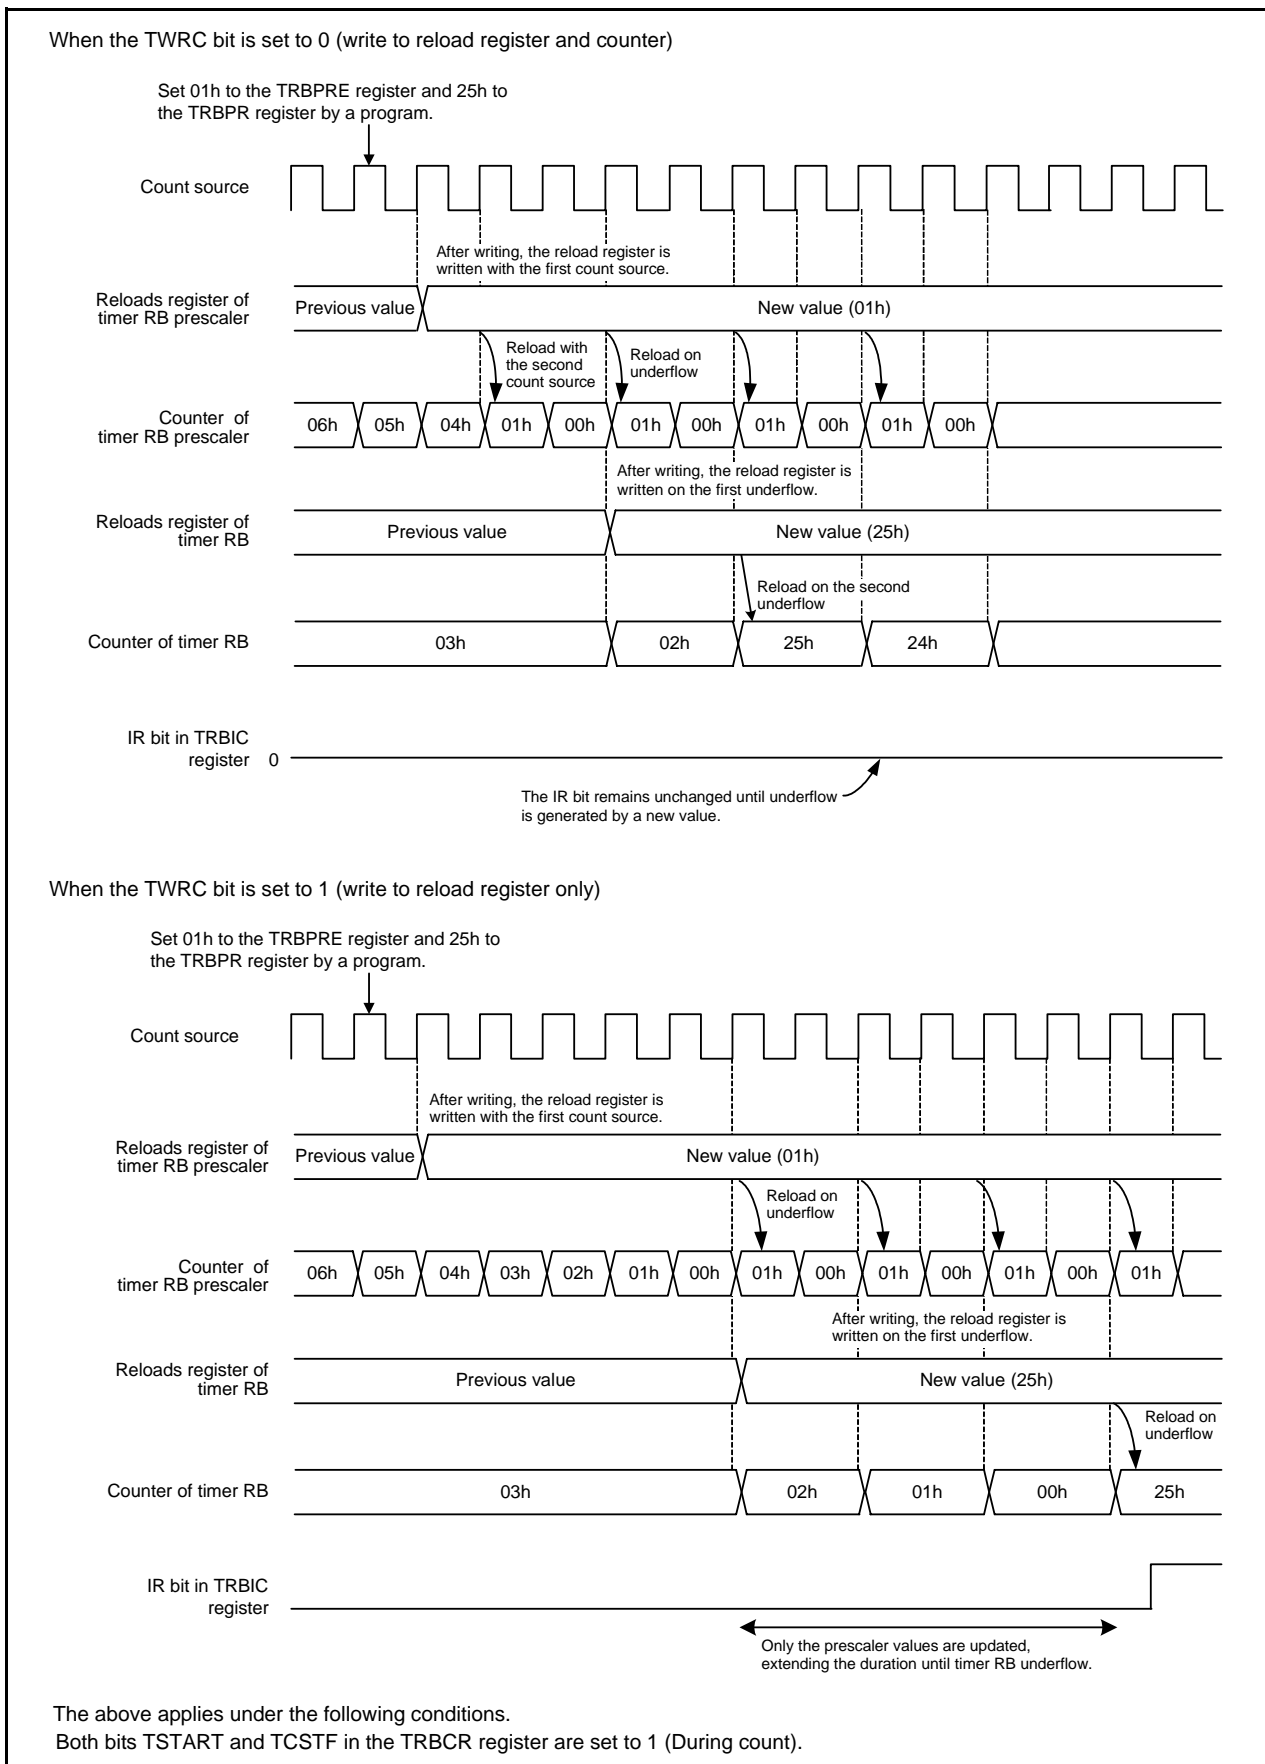 When the TWRC bit is set to 0 (write to reload register and counter)
Set 01h to the TRBPRE register and 25h to
the TRBPR register by a program.
Count source
After writing, the reload register is
written with the first count source.
Reloads register of
timer RB prescaler
Previous value
New value (01h)
Reload with
the second
count source
Reload on
underflow
Counter of
timer RB prescaler
06h 05h 04h 01h 00h 01h 00h 01h 00h 01h 00h
After writing, the reload register is
written on the first underflow.
Reloads register of
timer RB
Previous value
New value (25h)
Reload on the second
underflow
Counter of timer RB
03h 02h 25h 24h
IR bit in TRBIC
register 0
The IR bit remains unchanged until underflow
is generated by a new value.
When the TWRC bit is set to 1 (write to reload register only)
Set 01h to the TRBPRE register and 25h to
the TRBPR register by a program.
Count source
After writing, the reload register is
written with the first count source.
Reloads register of
timer RB prescaler
Previous value
New value (01h)
Reload on
underflow
Counter of
timer RB prescaler
06h 05h 04h 03h 02h 01h 00h 01h 00h 01h 00h 01h 00h 01h
After writing, the reload register is
written on the first underflow.
Reloads register of
timer RB
Previous value
New value (25h)
Reload on
underflow
Counter of timer RB
03h 02h 01h 00h 25h
IR bit in TRBIC
register
Only the prescaler values are updated,
extending the duration until timer RB underflow.
The above applies under the following conditions.
Both bits TSTART and TCSTF in the TRBCR register are set to 1 (During count).